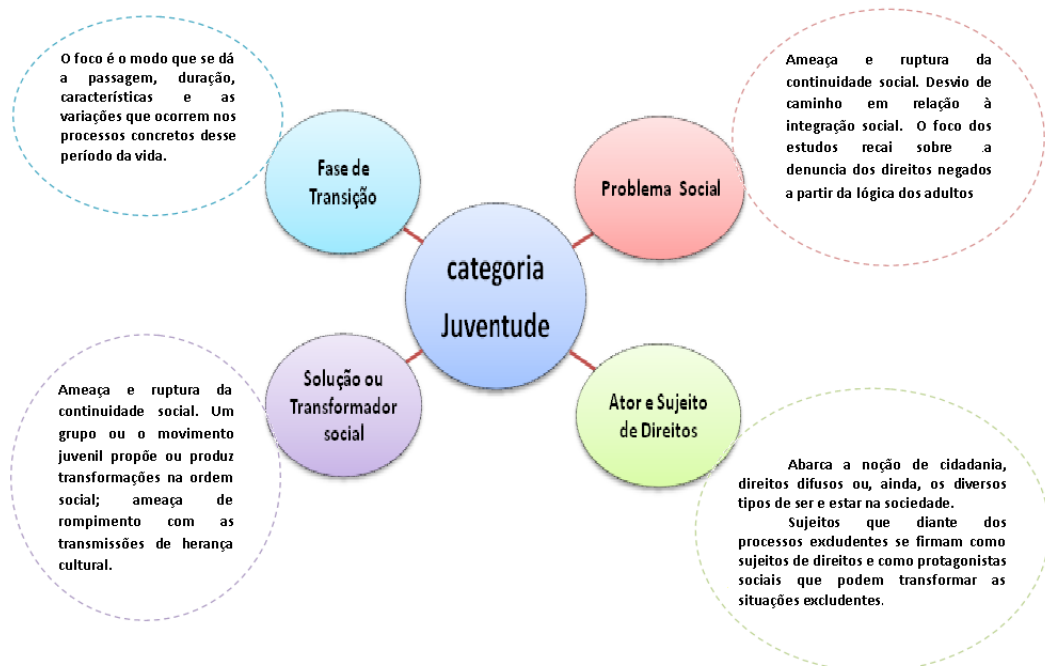 O foco é o modo que se dá
a passagem, duração,
características e as
variações que ocorrem nos
processos concretos desse
período da vida.
Fase de
Transição
Ameaça e ruptura da
continuidade social. Desvio de
caminho em relação à
integração social. O foco dos
estudos recai sobre .a
denuncia dos direitos negados
a partir da lógica dos adultos
Problema Social
categoria
Juventude
Ameaça e ruptura da
continuidade social. Um
grupo ou o movimento
juvenil propõe ou produz
transformações na ordem
social; ameaça de
rompimento com as
transmissões de herança
cultural.
Solução ou
Transformador
social
Ator e Sujeito
de Direitos
Abarca a noção de cidadania,
direitos difusos ou, ainda, os diversos
tipos de ser e estar na sociedade.
Sujeitos que diante dos
processos excludentes se firmam como
sujeitos de direitos e como protagonistas
sociais que podem transformar as
situações excludentes.